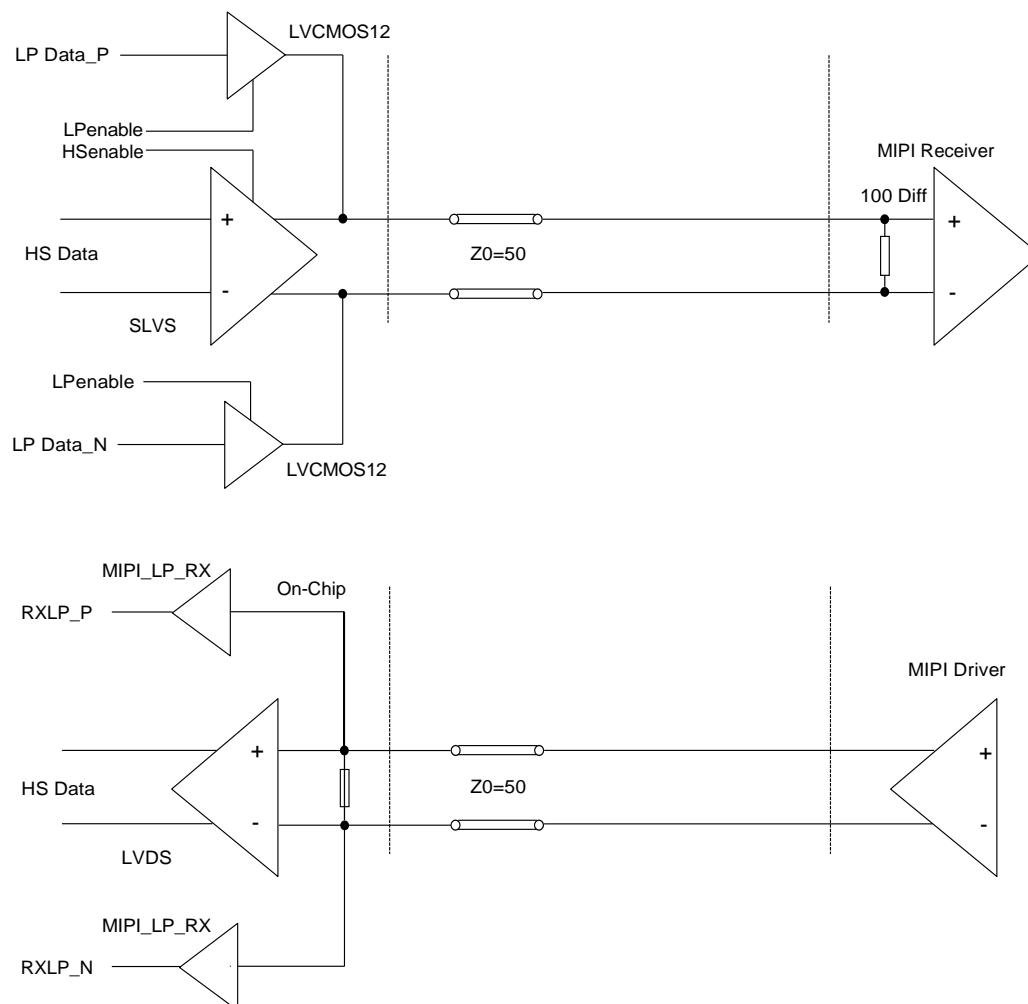 LVCMOS12
LP Data_P
LPenable
HSenable
MIPI Receiver
100 Diff
+
+
HS Data
Z0=50
-
-
SLVS
LPenable
LP Data_N
LVCMOS12
MIPI_LP_RX
On-Chip
RXLP_P
MIPI Driver
+
+
HS Data
Z0=50
-
-
LVDS
MIPI_LP_RX
RXLP_N